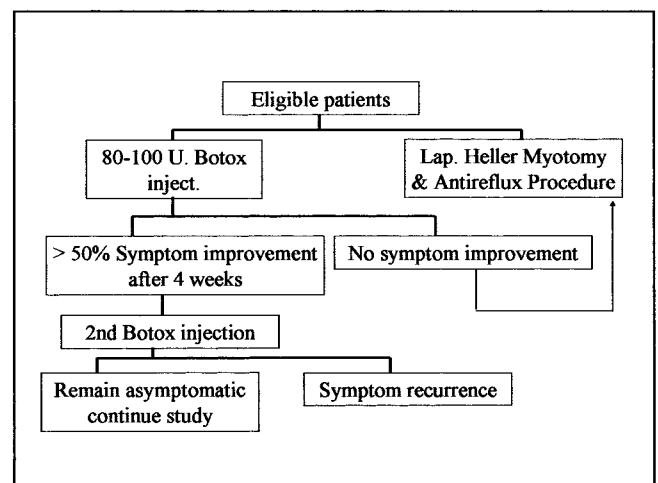 Eligible patients
80-100 U. Botox
inject.
Lap. Heller Myotomy
& Antireflux Procedure
> 50% Symptom improvement
after 4 weeks
No symptom improvement
2nd Botox injection
Remain asymptomatic
continue study
Symptom recurrence